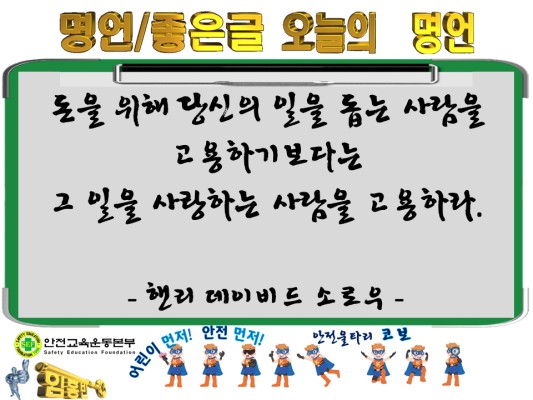 명언/좋은글 오늘의 명언
돈을 위해 당신의 일을 돕는 사람을
고용하기보다는
그 일을 사랑하는 사람을 고용하라.
- 핸리 데이비드 소로우 -
안전교육운동본부
Safety Education Foundation
어린이 먼저! 안전 먼저!
안전울타리 코보